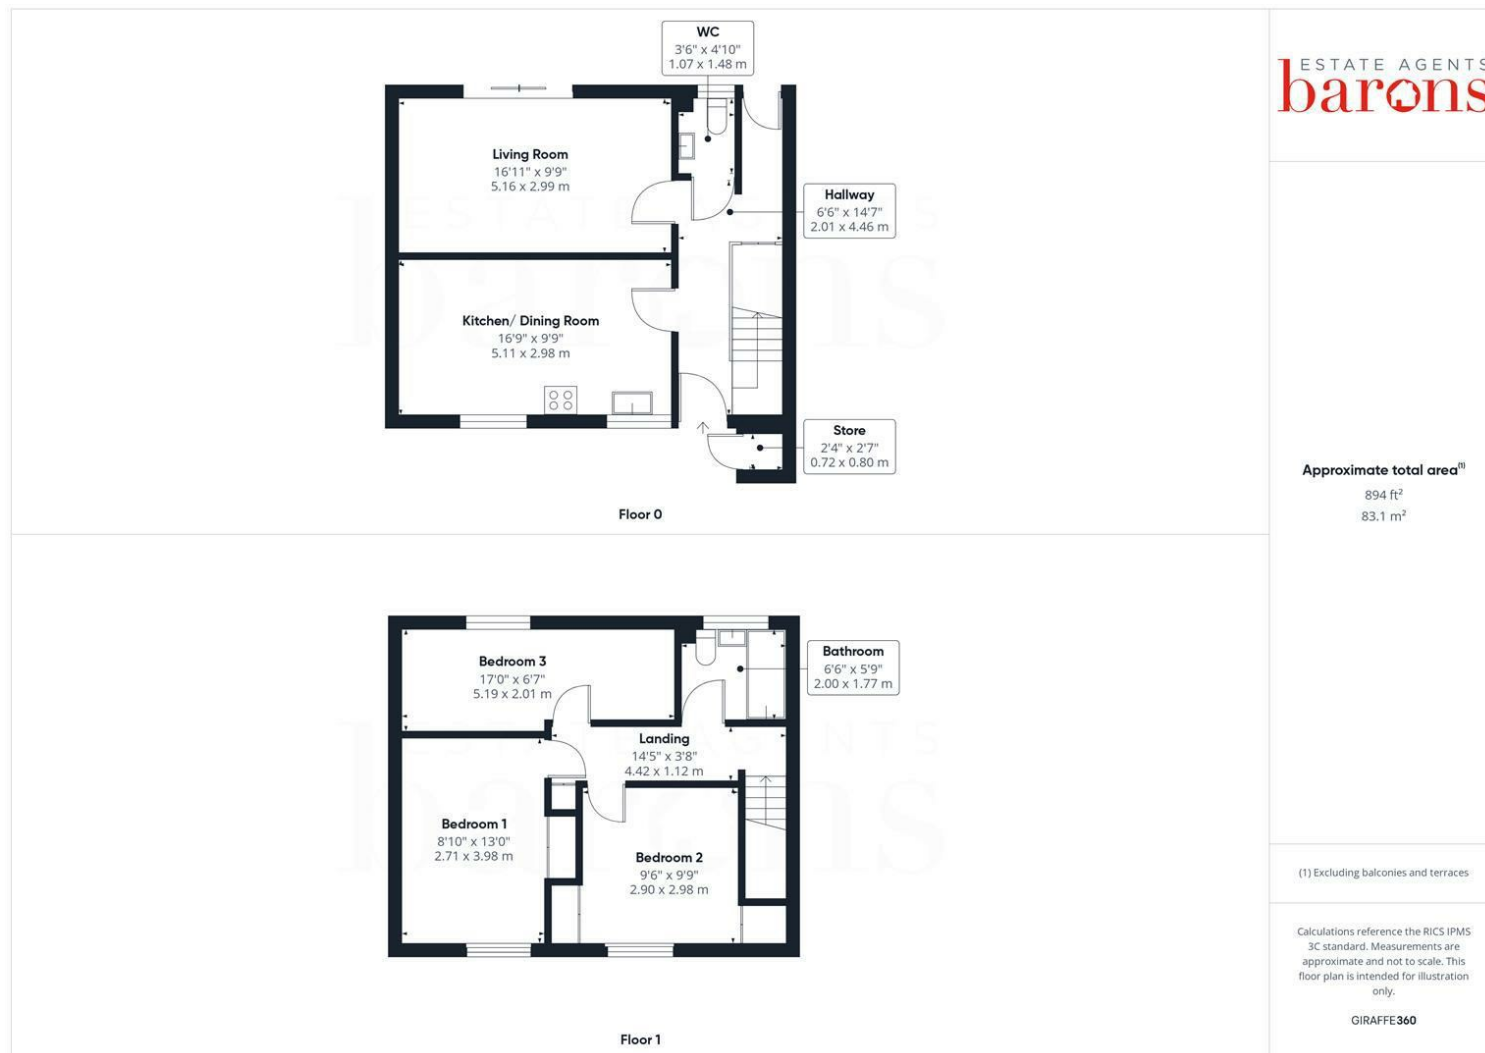 WC
3'6" x 4'10"
1.07 x 1.48 m
Living Room
16'11" x 9'9"
5.16 x 2.99 m
Hallway
6'6" x 14'7"
2.01 x 4.46 m
Kitchen/ Dining Room
16'9" x 9'9"
5.11 x 2.98 m
Store
2'4" x 2'7"
0.72 x 0.80 m
Floor 0
ESTATE AGENTS
barons
Bedroom 3
17'0" x 6'7"
5.19 x 2.01 m
Bathroom
6'6" x 5'9"
2.00 x 1.77 m
Landing
14'5" x 3'8"
4.42 x 1.12 m
Bedroom 1
8'10" x 13'0"
2.71 x 3.98 m
Bedroom 2
9'6" x 9'9"
2.90 x 2.98 m
Floor 1
ESTATE AGENTS
barons
ESTATE AGENTS
barons
Approximate total area⁽¹⁾
894 ft²
83.1 m²
(1) Excluding balconies and terraces
Calculations reference the RICS IPMS
3C standard. Measurements are
approximate and not to scale. This
floor plan is intended for illustration
only.
GIRAFFE360